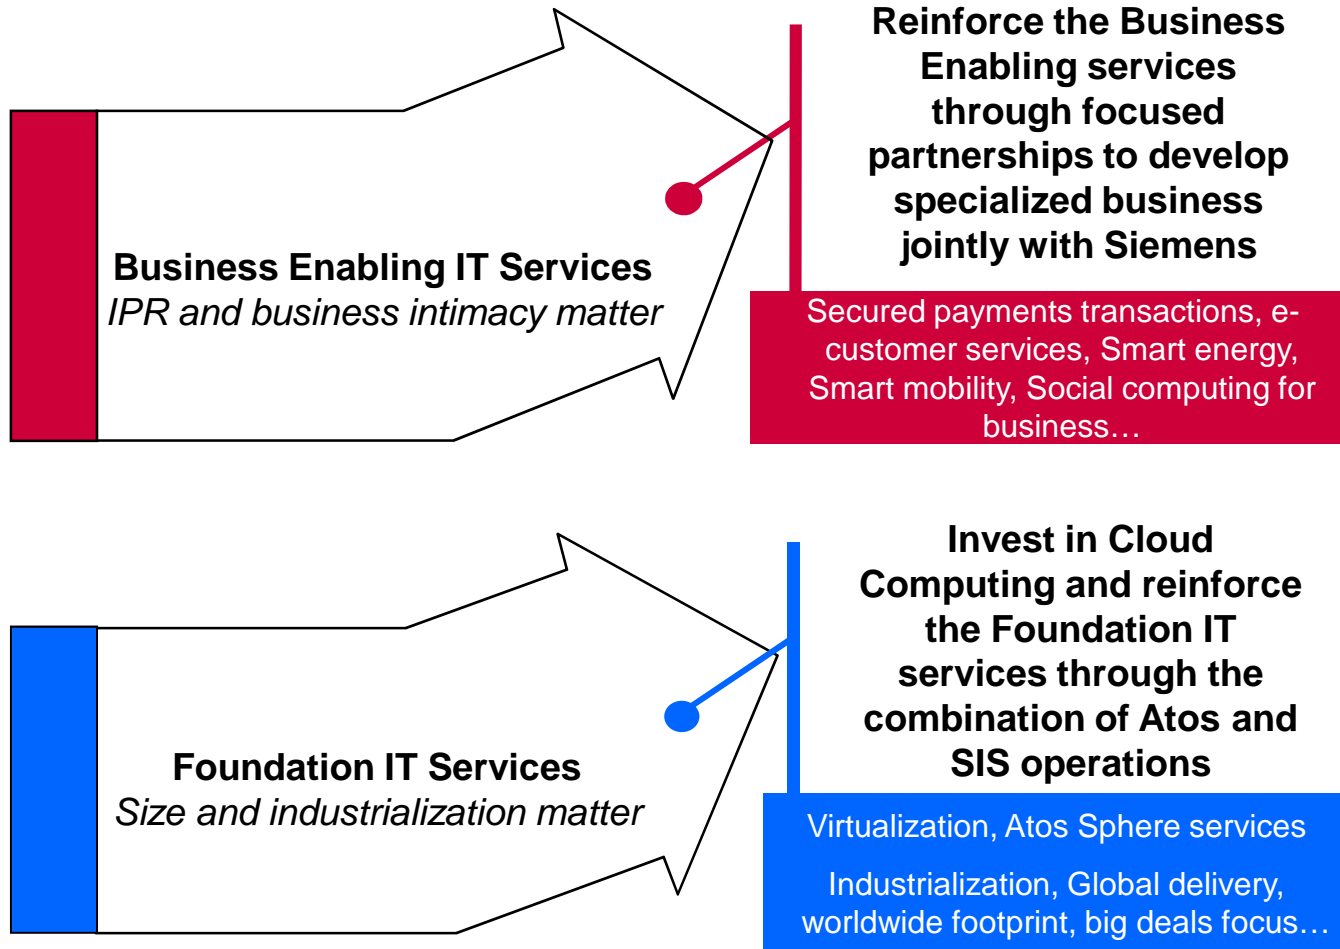 Reinforce the Business
Enabling services
through focused
partnerships to develop
specialized business
jointly with Siemens
Business Enabling IT Services
IPR and business intimacy matter
Secured payments transactions, e-
customer services, Smart energy,
Smart mobility, Social computing for
business…
Invest in Cloud
Computing and reinforce
the Foundation IT
services through the
combination of Atos and
SIS operations
Foundation IT Services
Size and industrialization matter
Virtualization, Atos Sphere services
Industrialization, Global delivery,
worldwide footprint, big deals focus…